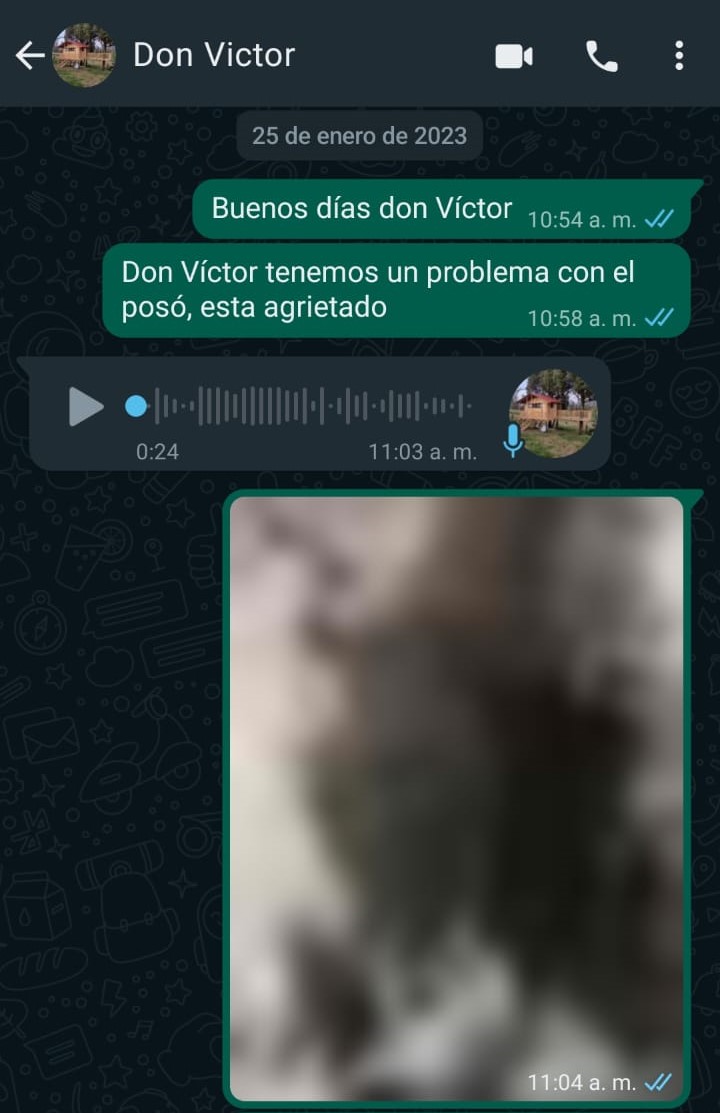 Don Victor
25 de enero de 2023
Buenos días don Víctor
10:54 a. m.
Don Víctor tenemos un problema con el
posó, esta agrietado
10:58 a. m.
0:24
11:03 a. m.
11:04 a. m.